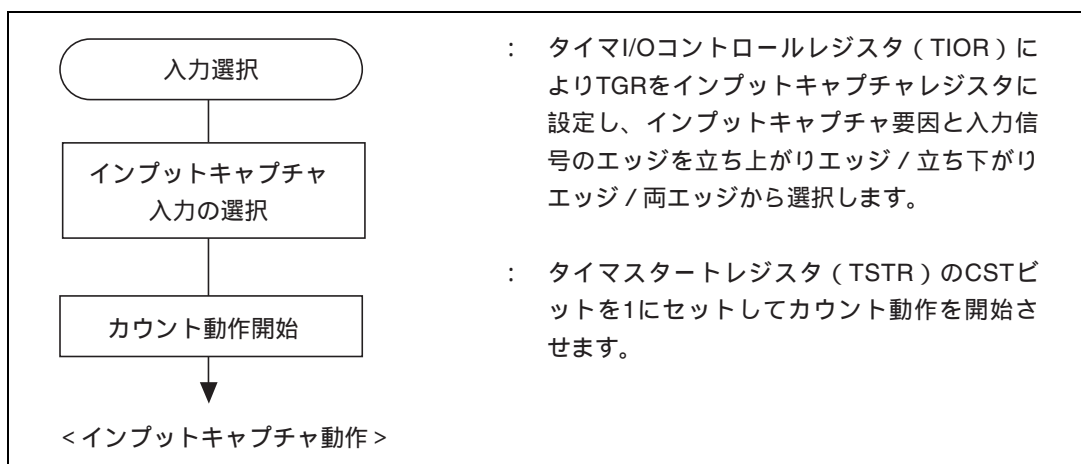 入力選択
インプットキャプチャ
入力の選択
カウント動作開始
<インプットキャプチャ動作>
： タイマI/Oコントロールレジスタ（TIOR）に
よりTGRをインプットキャプチャレジスタに
設定し、インプットキャプチャ要因と入力信
号のエッジを立ち上がりエッジ / 立ち下がり
エッジ / 両エッジから選択します。
： タイマスタートレジスタ（TSTR）のCSTビ
ットを1にセットしてカウント動作を開始さ
せます。